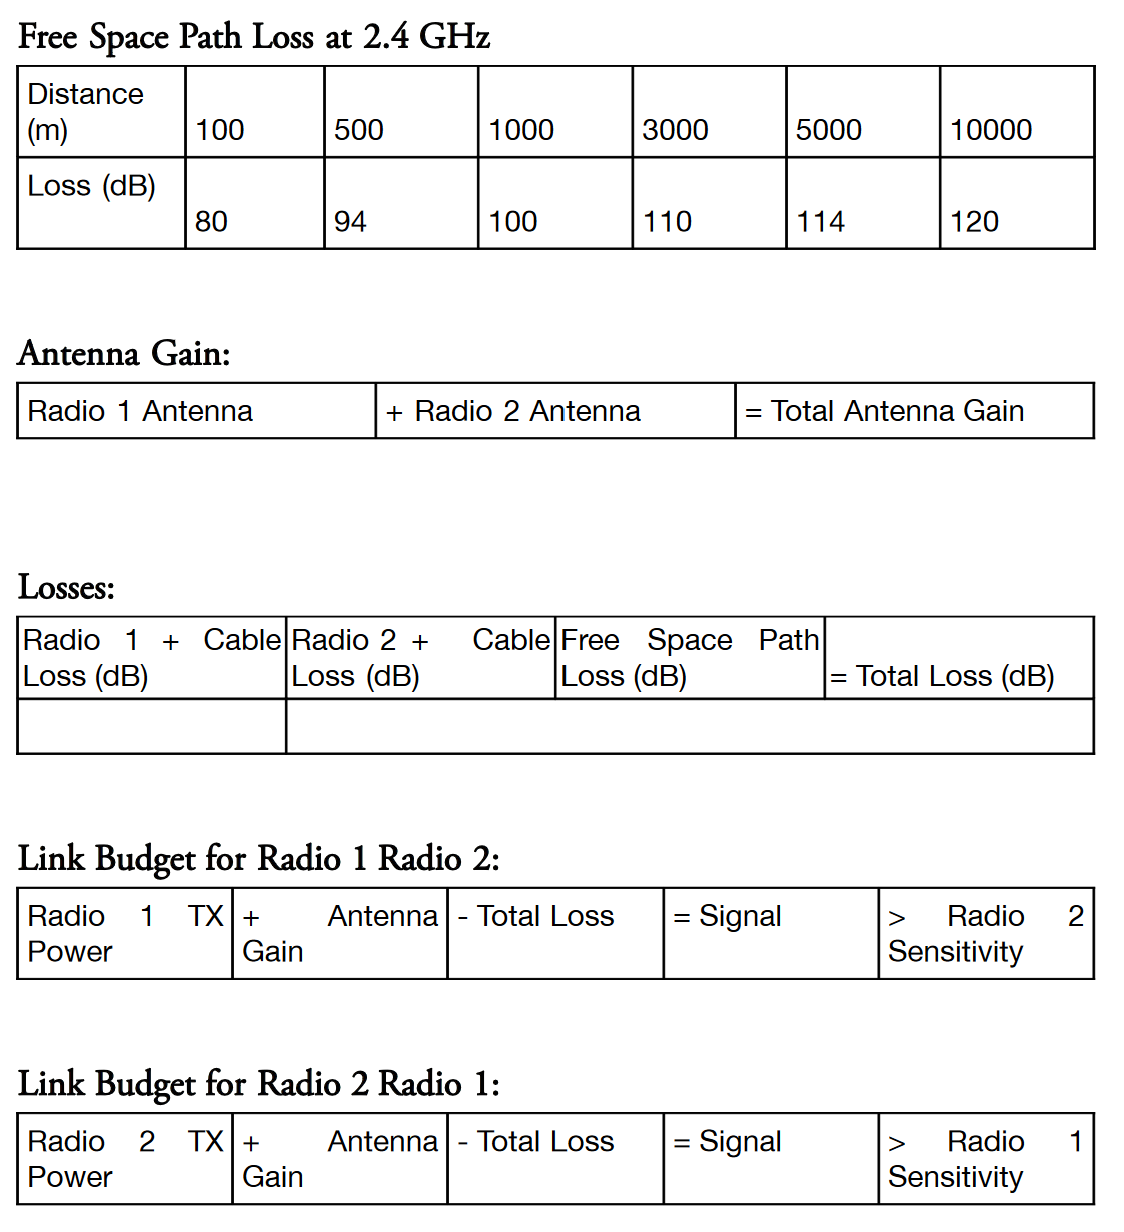 Free Space Path Loss at 2.4 GHz
Distance
(m) 100 500 1000 3000 5000 10000
Loss (dB)
80 94 100 110 114 120
Antenna Gain:
Radio 1 Antenna + Radio 2 Antenna = Total Antenna Gain
Losses:
Radio 1 + Cable Radio 2 + Cable Free Space Path
Loss (dB) Loss (dB) Loss (dB) = Total Loss (dB)
Link Budget for Radio 1 Radio 2:
Radio 1 TX + Antenna - Total Loss = Signal > Radio 2
Power Gain Sensitivity
Link Budget for Radio 2 Radio 1:
Radio 2 TX + Antenna - Total Loss = Signal > Radio 1
Power Gain Sensitivity